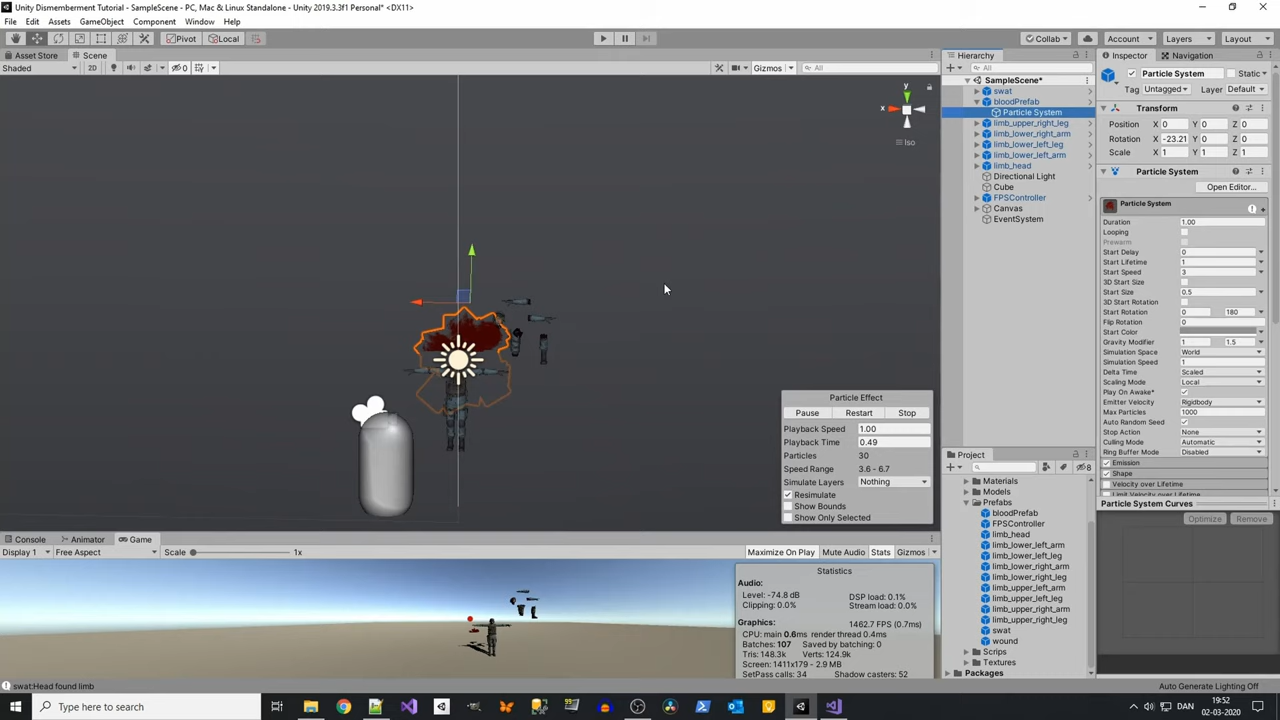 Unity Dismemberment Tutorial - SampleScene - PC, Mac & Linux Standalone - Unity 2019.3.3f1 Personal* <DX11>
File Edit Assets GameObject Component Window Help
Pivot Local Collab Account Layers Layout
Asset Store Scene
Shaded 2D 0 Gizmos All
y
x
Iso
Particle Effect
Pause Restart Stop
Playback Speed 1.00
Playback Time 0.49
Particles 30
Speed Range 3.6 - 6.7
Simulate Layers Nothing
Resimulate
Show Bounds
Show Only Selected
Hierarchy
All
SampleScene*
swat
bloodPrefab
Particle System
limb_upper_right_leg
limb_lower_right_arm
limb_lower_left_leg
limb_lower_left_arm
limb_head
Directional Light
Cube
FPSController
Canvas
EventSystem
Project
8
Materials
Models
Prefabs
bloodPrefab
FPSController
limb_head
limb_lower_left_arm
limb_lower_left_leg
limb_lower_right_arm
limb_lower_right_leg
limb_upper_left_arm
limb_upper_left_leg
limb_upper_right_arm
limb_upper_right_leg
swat
wound
Scrips
Textures
Packages
Inspector Navigation
Particle System Static
Tag Untagged Layer Default
Transform
Position X 0 Y 0 Z 0
Rotation X -23.21 Y 0 Z 0
Scale X 1 Y 1 Z 1
Particle System
Open Editor...
Particle System
Duration 1.00
Looping
Prewarm
Start Delay 0
Start Lifetime 1
Start Speed 3
3D Start Size
Start Size 0.5
3D Start Rotation
Start Rotation 0 180
Flip Rotation 0
Start Color
Gravity Modifier 1 1.5
Simulation Space World
Simulation Speed 1
Delta Time Scaled
Scaling Mode Local
Play On Awake*
Emitter Velocity Rigidbody
Max Particles 1000
Auto Random Seed
Stop Action None
Culling Mode Automatic
Ring Buffer Mode Disabled
Emission
Shape
Velocity over Lifetime
Limit Velocity over Lifetime
Particle System Curves
Optimize Remove
Console Animator Game
Display 1 Free Aspect Scale 1x Maximize On Play Mute Audio Stats Gizmos
Statistics
Audio:
Level: -74.8 dB DSP load: 0.1%
Clipping: 0.0% Stream load: 0.0%
Graphics: 1462.7 FPS (0.7ms)
CPU: main 0.6ms render thread 0.4ms
Batches: 107 Saved by batching: 0
Tris: 148.3k Verts: 124.9k
Screen: 1411x179 - 2.9 MB
SetPass calls: 34 Shadow casters: 52
swat:Head found limb
Auto Generate Lighting Off
Type here to search
DAN
19:52
02-03-2020